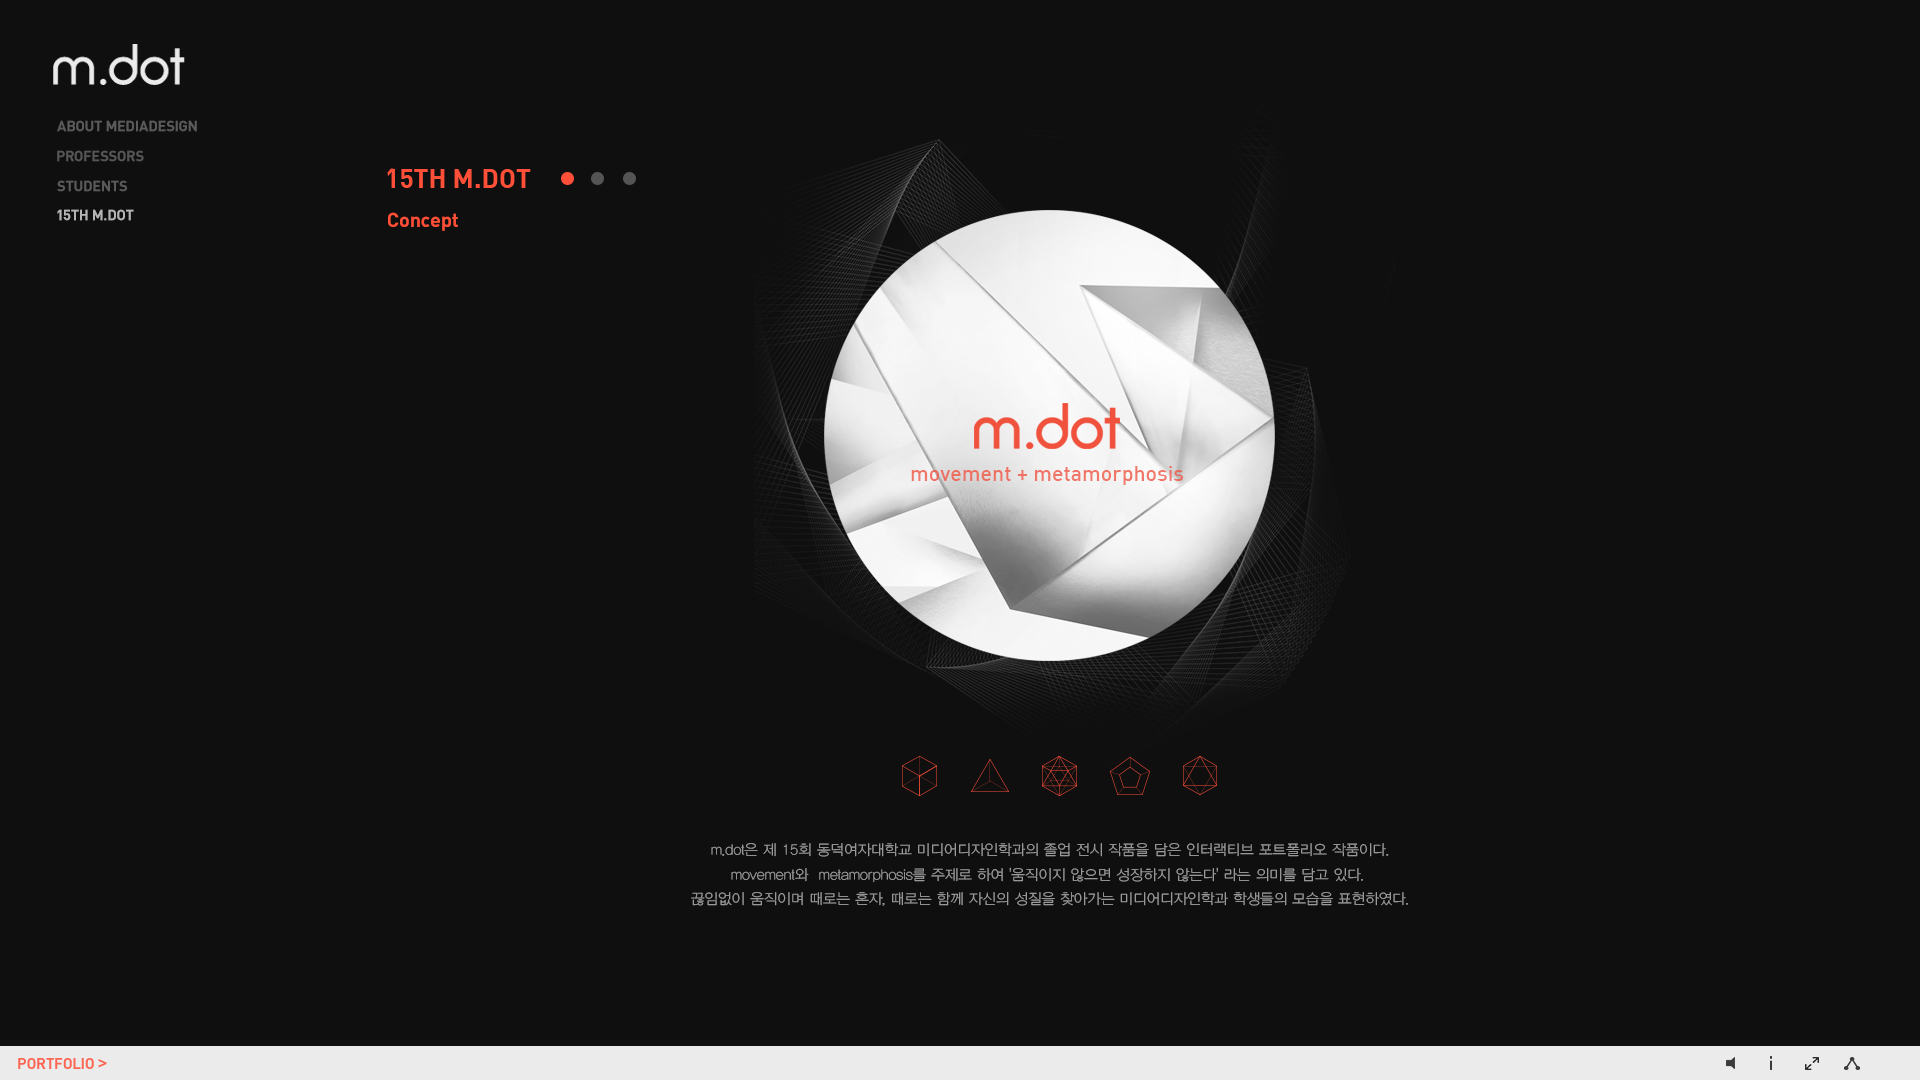 m.dot
ABOUT MEDIADESIGN
PROFESSORS
STUDENTS
15TH M.DOT
15TH M.DOT
Concept
m.dot
movement + metamorphosis
m.dot은 제 15회 동덕여자대학교 미디어디자인학과의 졸업 전시 작품을 담은 인터랙티브 포트폴리오 작품이다.
movement와 metamorphosis를 주제로 하여 '움직이지 않으면 성장하지 않는다' 라는 의미를 담고 있다.
끊임없이 움직이며 때로는 혼자, 때로는 함께 자신의 성질을 찾아가는 미디어디자인학과 학생들의 모습을 표현하였다.
PORTFOLIO >